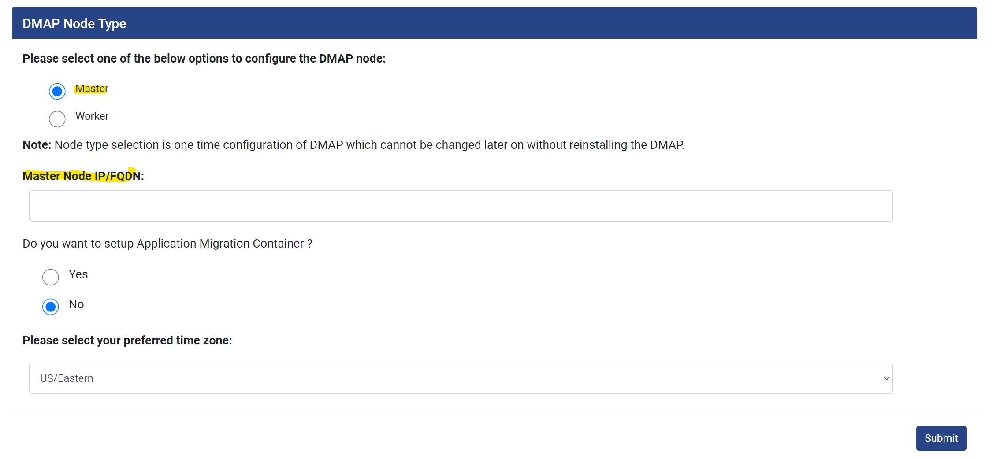 DMAP Node Type
Please select one of the below options to configure the DMAP node:
Master
Worker
Note: Node type selection is one time configuration of DMAP which cannot be changed later on without reinstalling the DMAP.
Master Node IP/FQDN:
Do you want to setup Application Migration Container ?
Yes
No
Please select your preferred time zone:
US/Eastern
Submit